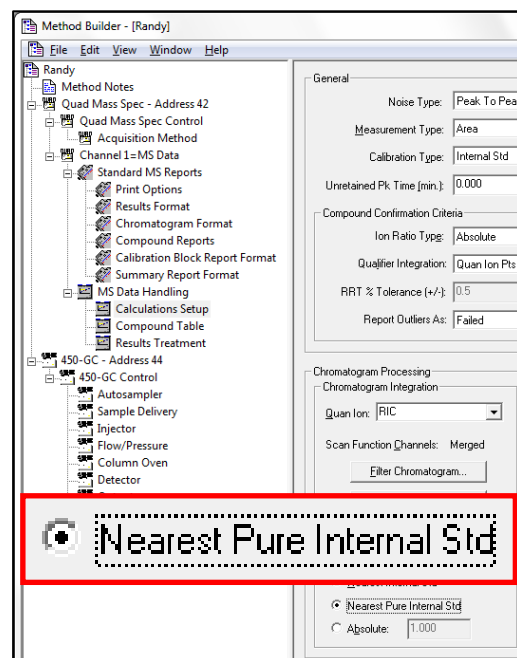 Method Builder - [Randy]
File Edit View Window Help
Randy
Method Notes
Quad Mass Spec - Address 42
Quad Mass Spec Control
Acquisition Method
Channel 1=MS Data
Standard MS Reports
Print Options
Results Format
Chromatogram Format
Compound Reports
Calibration Block Report Format
Summary Report Format
MS Data Handling
Calculations Setup
Compound Table
Results Treatment
450-GC - Address 44
450-GC Control
Autosampler
Sample Delivery
Injector
Flow/Pressure
Column Oven
Detector
General
Noise Type: Peak To Pea
Measurement Type: Area
Calibration Type: Internal Std
Unretained Pk Time (min.): 0.000
Compound Confirmation Criteria
Ion Ratio Type: Absolute
Qualifier Integration: Quan Ion Pts
RRT % Tolerance (+/-): 0.5
Report Outliers As: Failed
Chromatogram Processing
Chromatogram Integration
Quan Ion: RIC
Scan Function Channels: Merged
Filter Chromatogram...
Nearest Pure Internal Std
Nearest Pure Internal Std
Absolute: 1.000